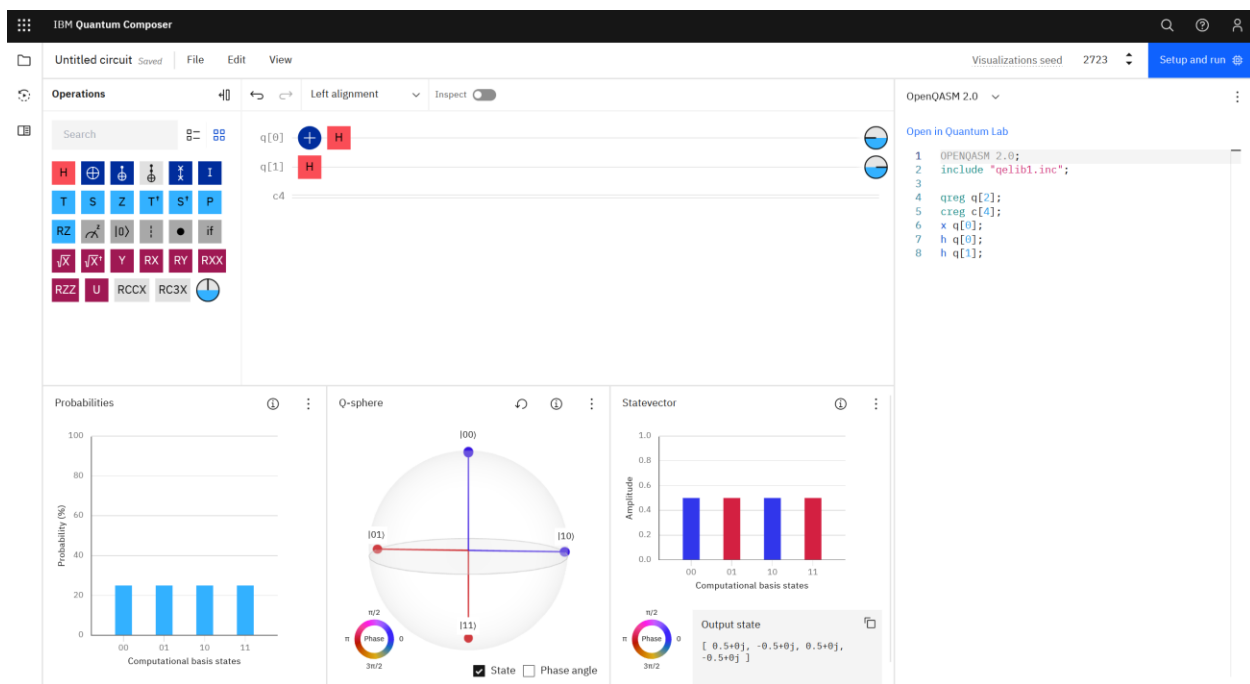 IBM Quantum Composer
Untitled circuit Saved File Edit View Visualizations seed 2723 Setup and run
Operations Left alignment Inspect OpenQASM 2.0
Search
Open in Quantum Lab
H I
T S Z T† S† P
RZ z |0⟩ if
√X √X† Y RX RY RXX
RZZ U RCCX RC3X
q[0] + H
q[1] H
c4
1 OPENQASM 2.0;
2 include "qelib1.inc";
3
4 qreg q[2];
5 creg c[4];
6 x q[0];
7 h q[0];
8 h q[1];
Probabilities
100
80
60
40
20
0
Probability (%)
00 01 10 11
Computational basis states
Q-sphere
|00⟩
|01⟩
|10⟩
|11⟩
π/2
π Phase 0
3π/2
State Phase angle
Statevector
1.0
0.8
0.6
0.4
0.2
0.0
Amplitude
00 01 10 11
Computational basis states
π/2
π Phase 0
3π/2
Output state
[ 0.5+0j, -0.5+0j, 0.5+0j,
-0.5+0j ]